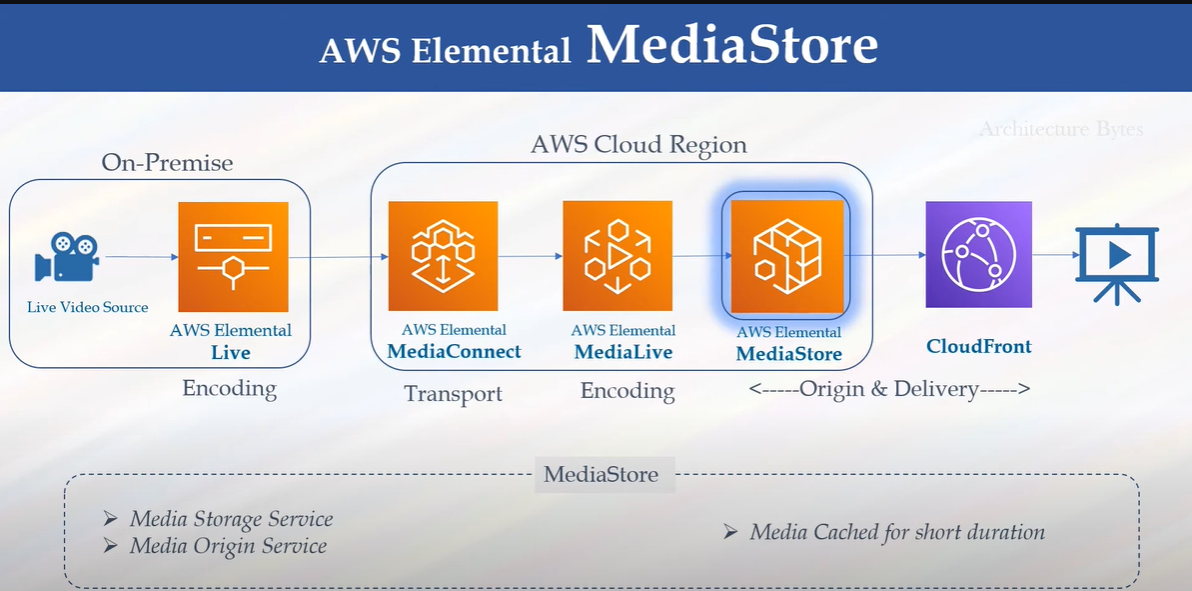 AWS Elemental MediaStore
Architecture Bytes
AWS Cloud Region
On-Premise
Live Video Source
AWS Elemental
Live
Encoding
AWS Elemental
MediaConnect
Transport
AWS Elemental
MediaLive
Encoding
AWS Elemental
MediaStore
CloudFront
<-----Origin & Delivery----->
MediaStore
➢ Media Storage Service
➢ Media Origin Service
➢ Media Cached for short duration